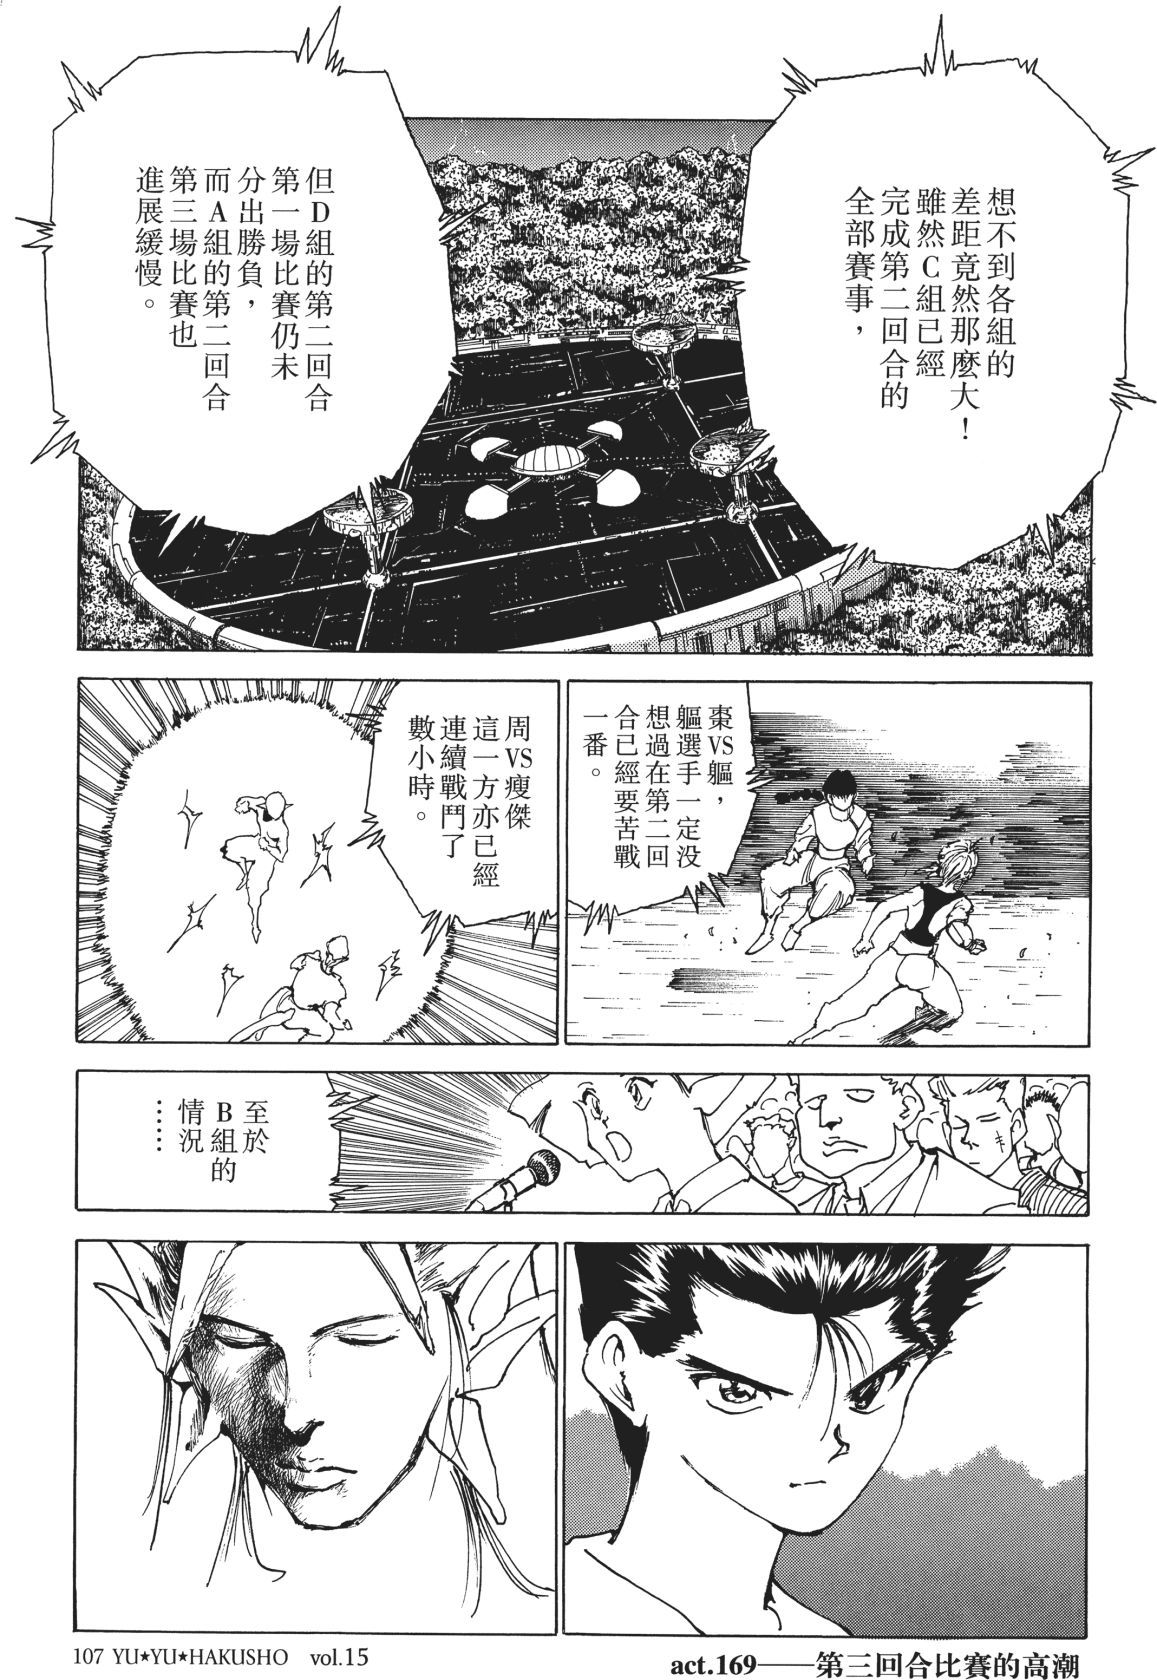 想不到各組的
差距竟然那麼大！
雖然C組已經
完成第二回合的
全部賽事，
但D組的第二回合
第一場比賽仍未
分出勝負，
而A組的第二回合
第三場比賽也
進展緩慢。
棗VS軀，
軀選手一定没
想過在第二回
合已經要苦戰
一番。
周VS瘦傑
這一方亦已經
連續戰鬥了
數小時。
至於
B組的
情況
……
107 YU★YU★HAKUSHO vol.15
act.169——第三回合比賽的高潮